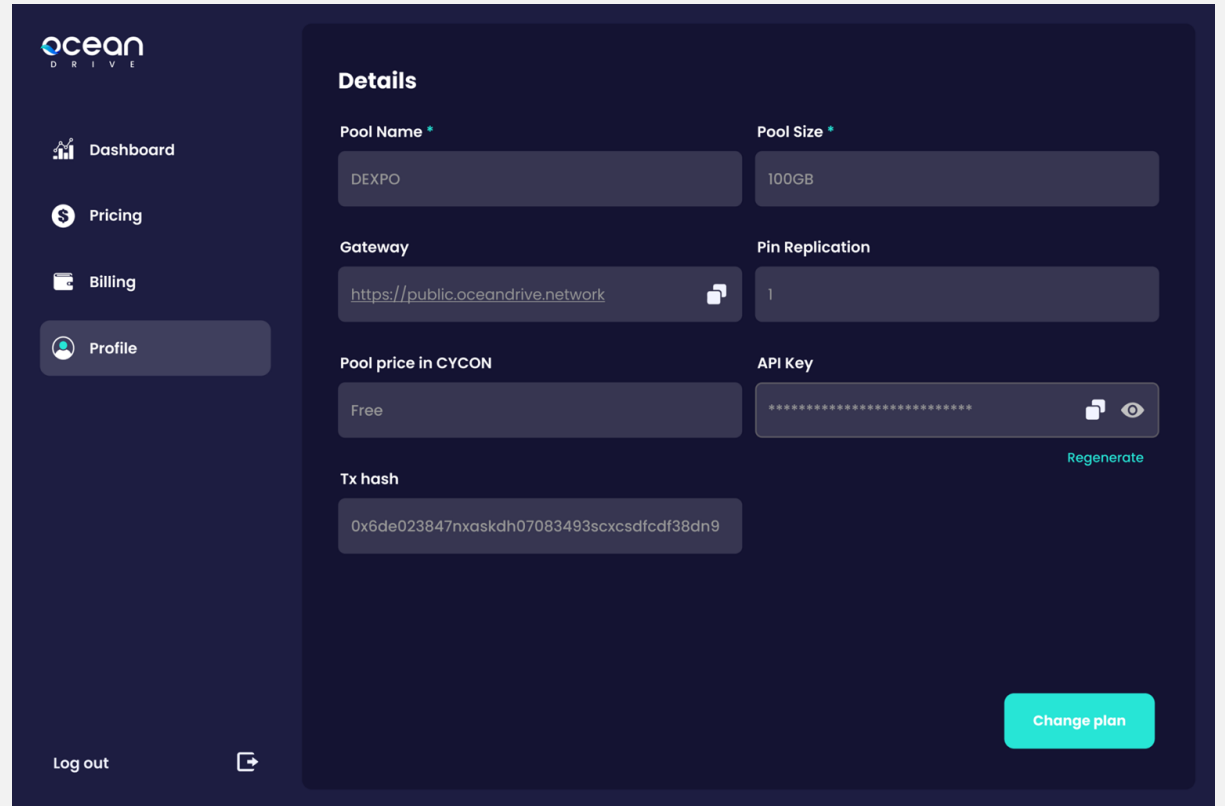 ocean
DRIVE
Dashboard
Pricing
Billing
Profile
Log out
Details
Pool Name *
DEXPO
Pool Size *
100GB
Gateway
https://public.oceandrive.network
Pin Replication
1
Pool price in CYCON
Free
API Key
***************************
Regenerate
Tx hash
0x6de023847nxaskdh07083493scxcsdfcdf38dn9
Change plan